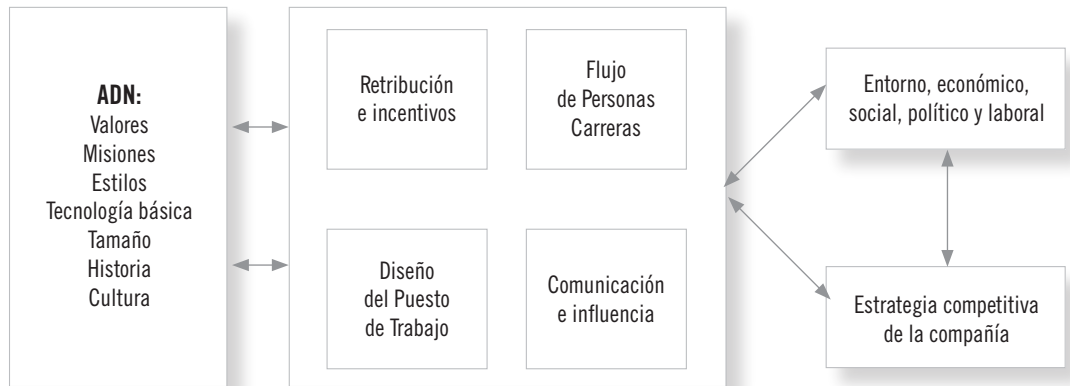 ADN:
Valores
Misiones
Estilos
Tecnología básica
Tamaño
Historia
Cultura
Retribución
e incentivos
Flujo
de Personas
Carreras
Diseño
del Puesto
de Trabajo
Comunicación
e influencia
Entorno, económico,
social, político y laboral
Estrategia competitiva
de la compañía